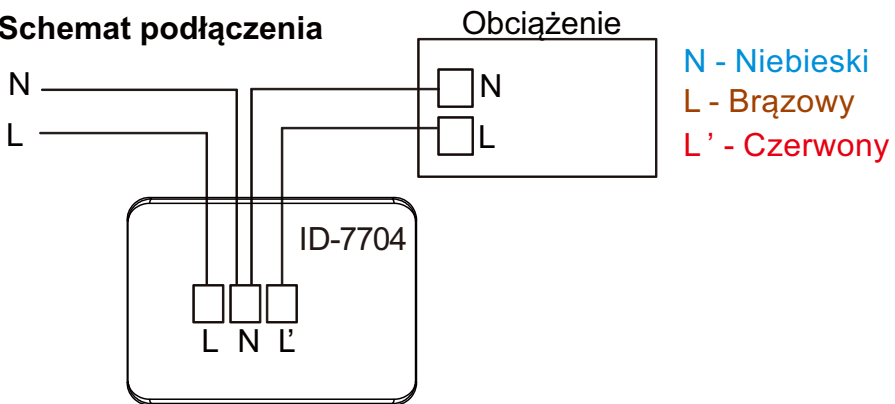 Schemat podłączenia
Obciążenie
N
L
N
L
N - Niebieski
L - Brązowy
L ’ - Czerwony
ID-7704
L N L’